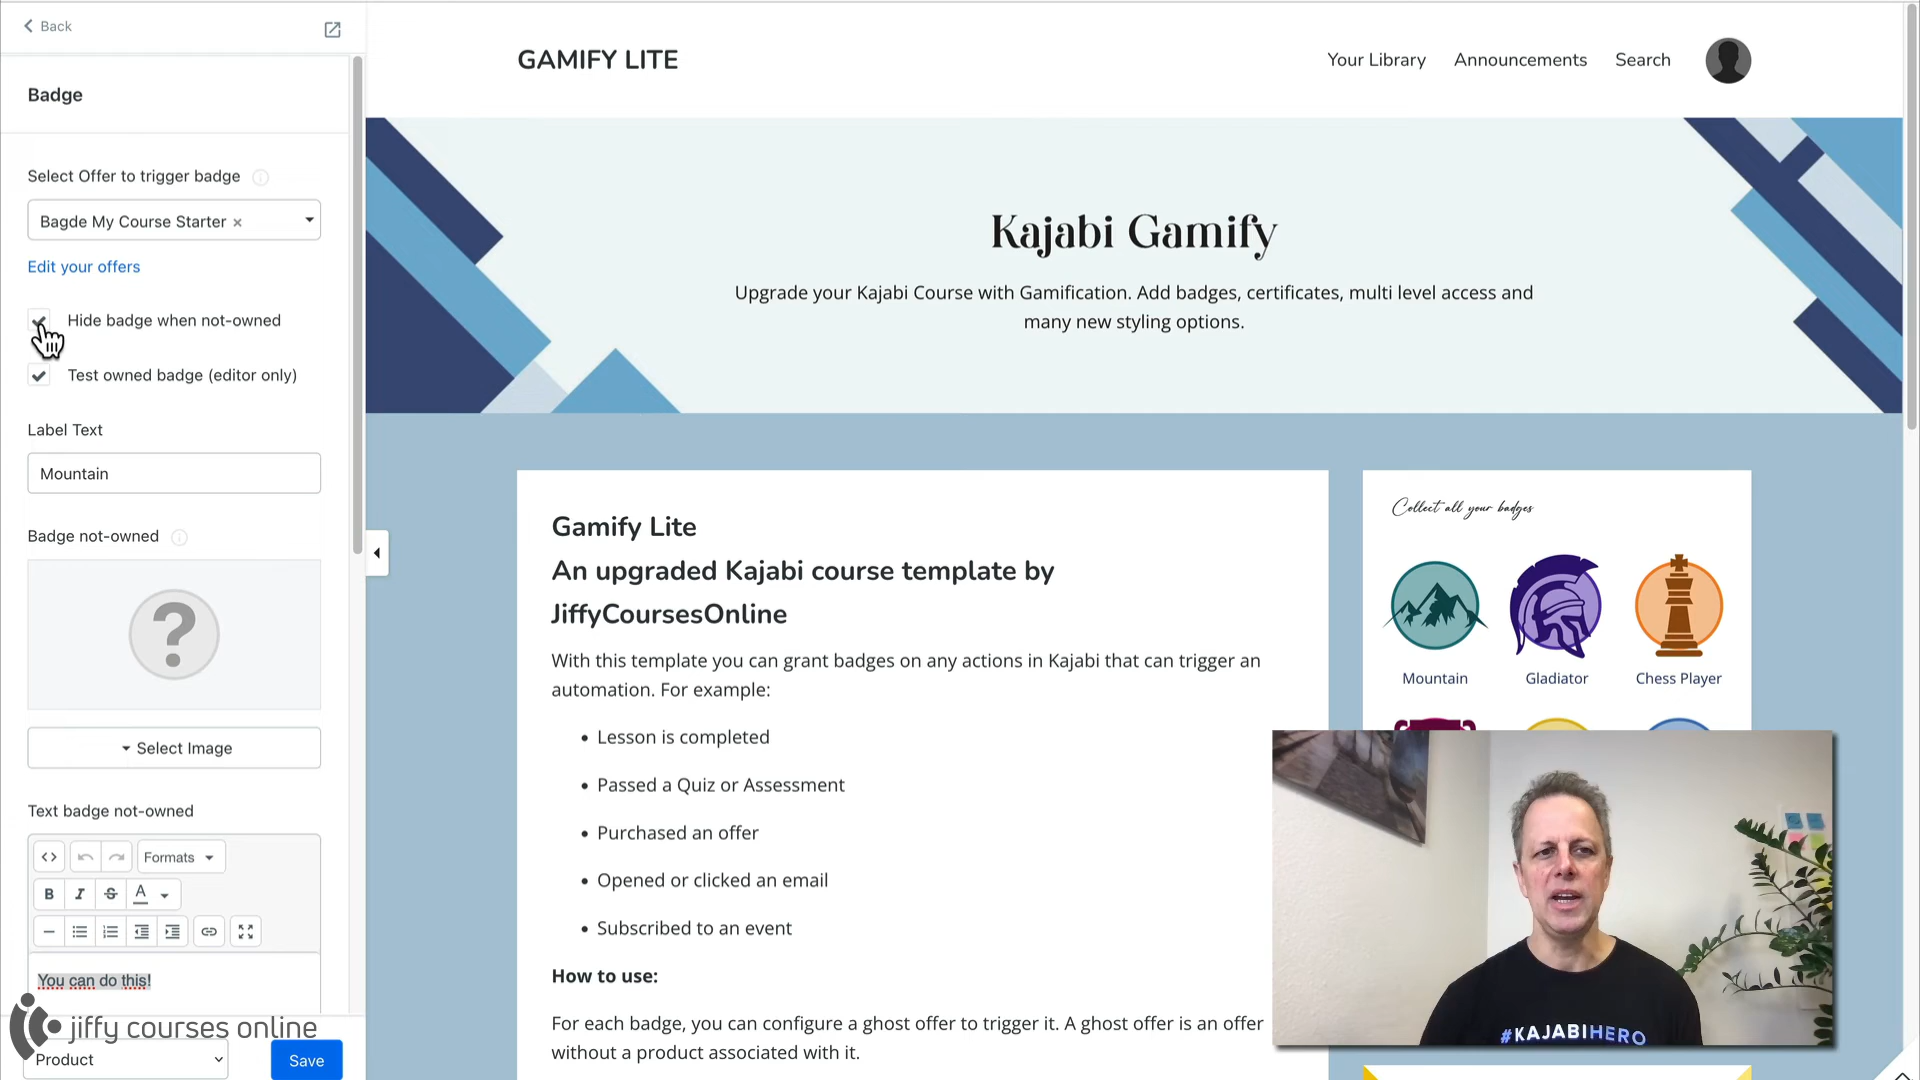 Back
Badge
Select Offer to trigger badge
Bagde My Course Starter ×
Edit your offers
Hide badge when not-owned
Test owned badge (editor only)
Label Text
Mountain
Badge not-owned
?
Select Image
Text badge not-owned
Formats
B I S A
You can do this!
jiffy courses online
Product
Save
GAMIFY LITE
Your Library
Announcements
Search
Kajabi Gamify
Upgrade your Kajabi Course with Gamification. Add badges, certificates, multi level access and
many new styling options.
Gamify Lite
An upgraded Kajabi course template by
JiffyCoursesOnline
With this template you can grant badges on any actions in Kajabi that can trigger an
automation. For example:
• Lesson is completed
• Passed a Quiz or Assessment
• Purchased an offer
• Opened or clicked an email
• Subscribed to an event
How to use:
For each badge, you can configure a ghost offer to trigger it. A ghost offer is an offer
without a product associated with it.
Collect all your badges
Mountain
Gladiator
Chess Player
#KAJABIHERO